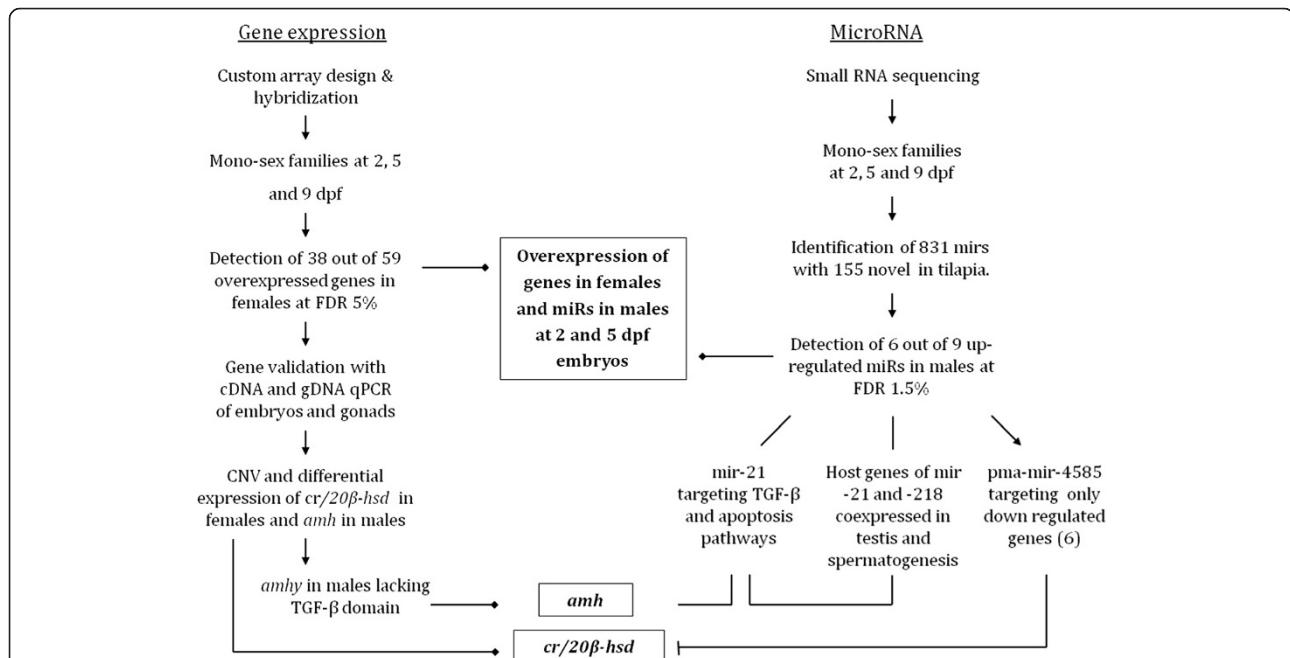 Gene expression
Custom array design &
hybridization
Mono-sex families at 2, 5
and 9 dpf
Detection of 38 out of 59
overexpressed genes in
females at FDR 5%
Gene validation with
cDNA and gDNA qPCR
of embryos and gonads
CNV and differential
expression of cr/20β-hsd in
females and amh in males
amhy in males lacking
TGF-β domain
Overexpression of
genes in females
and miRs in males
at 2 and 5 dpf
embryos
amh
cr/20β-hsd
MicroRNA
Small RNA sequencing
Mono-sex families
at 2, 5 and 9 dpf
Identification of 831 mirs
with 155 novel in tilapia.
Detection of 6 out of 9 up-
regulated miRs in males at
FDR 1.5%
mir-21
targeting TGF-β
and apoptosis
pathways
Host genes of mir
-21 and -218
coexpressed in
testis and
spermatogenesis
pma-mir-4585
targeting only
down regulated
genes (6)